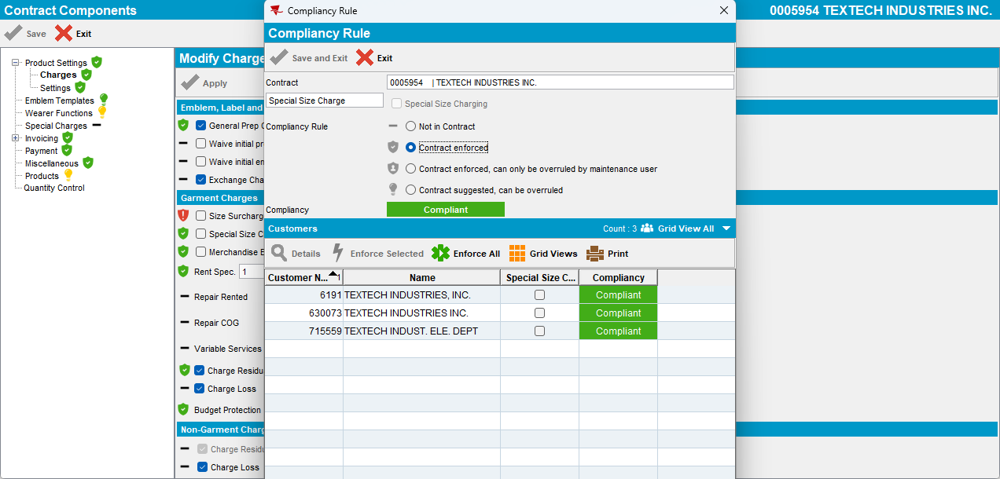 Contract Components
0005954 TEXTECH INDUSTRIES INC.
Save Exit
Product Settings
Charges
Settings
Emblem Templates
Wearer Functions
Special Charges
Invoicing
Payment
Miscellaneous
Products
Quantity Control
Modify Charge
Apply
Emblem, Label and
General Prep
Waive initial
Waive initial
Exchange
Garment Charges
Size
Special Size
Merchandise
Rent Spec. 1
Repair Rented
Repair COG
Variable Services
Charge
Charge Loss
Budget Protection
Non-Garment
Charge
Charge Loss
Compliancy Rule
Compliancy Rule
Save and Exit Exit
Contract 0005954 | TEXTECH INDUSTRIES INC.
Special Size Charge Special Size Charging
Compliancy Rule Not in Contract
Contract enforced
Contract enforced, can only be overruled by maintenance user
Contract suggested, can be overruled
Compliancy Compliant
Customers Count : 3 Grid View All
Details Enforce Selected Enforce All Grid Views Print
Customer N... 1 Name Special Size C... Compliancy
6191 TEXTECH INDUSTRIES, INC. Compliant
630073 TEXTECH INDUSTRIES INC. Compliant
715559 TEXTECH INDUST. ELE. DEPT Compliant